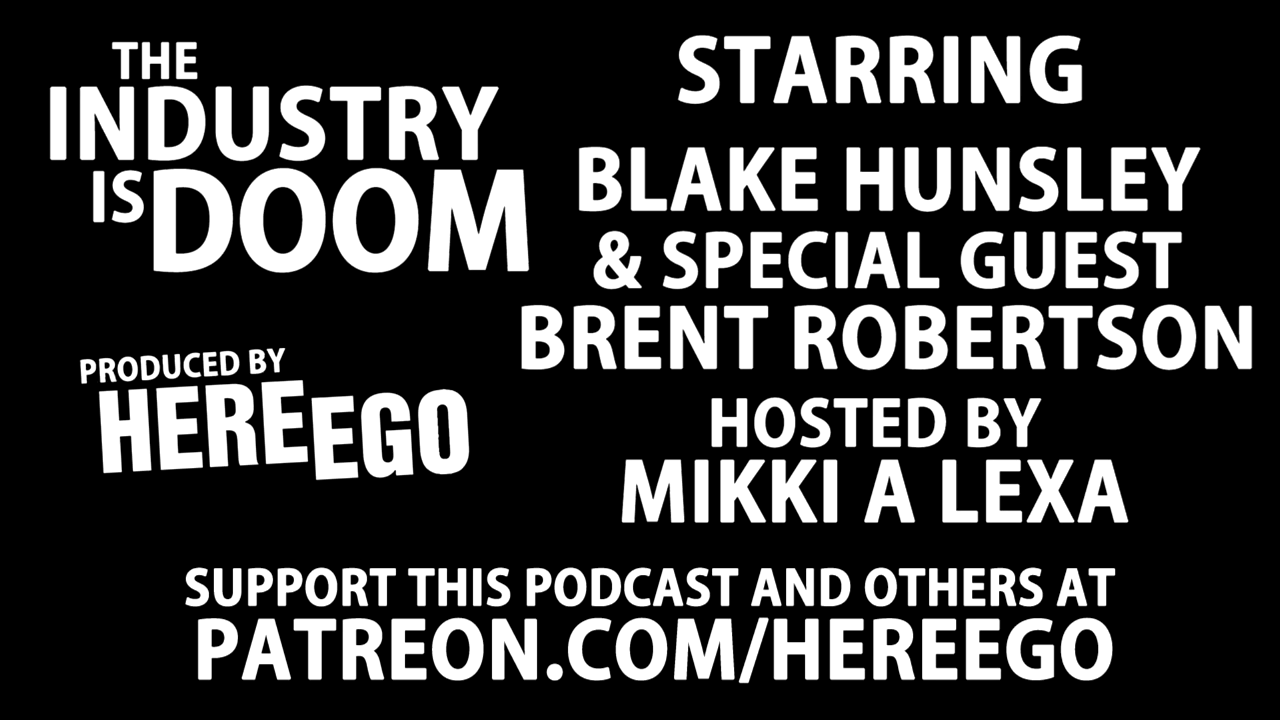 THE
INDUSTRY
IS DOOM
PRODUCED BY
HEREEGO
STARRING
BLAKE HUNSLEY
& SPECIAL GUEST
BRENT ROBERTSON
HOSTED BY
MIKKI A LEXA
SUPPORT THIS PODCAST AND OTHERS AT
PATREON.COM/HEREEGO